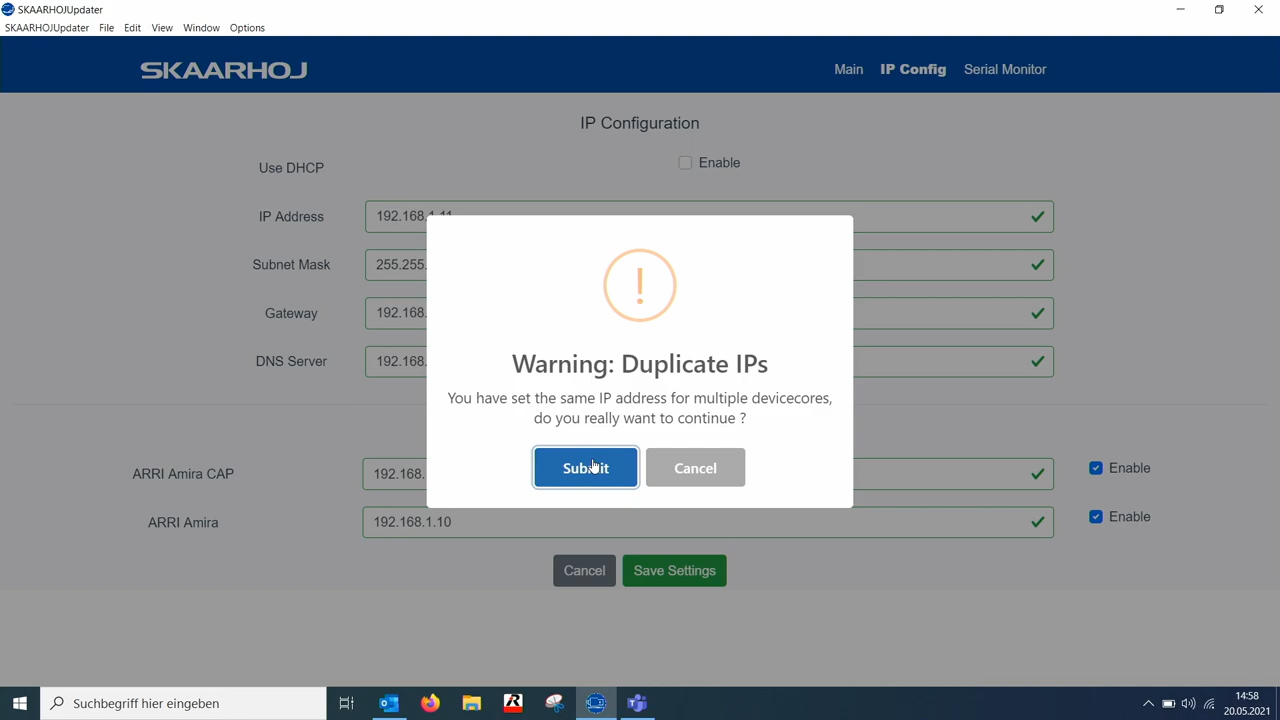 SKAARHOJUpdater
SKAARHOJUpdater File Edit View Window Options
SKAARHOJ
Main IP Config Serial Monitor
IP Configuration
Use DHCP
Enable
IP Address
192.168.1.11
Subnet Mask
255.255.
Gateway
192.168.
DNS Server
192.168.
!
Warning: Duplicate IPs
You have set the same IP address for multiple devicecores,
do you really want to continue ?
Submit
Cancel
ARRI Amira CAP
192.168.
Enable
ARRI Amira
192.168.1.10
Enable
Cancel
Save Settings
Suchbegriff hier eingeben
14:58
20.05.2021